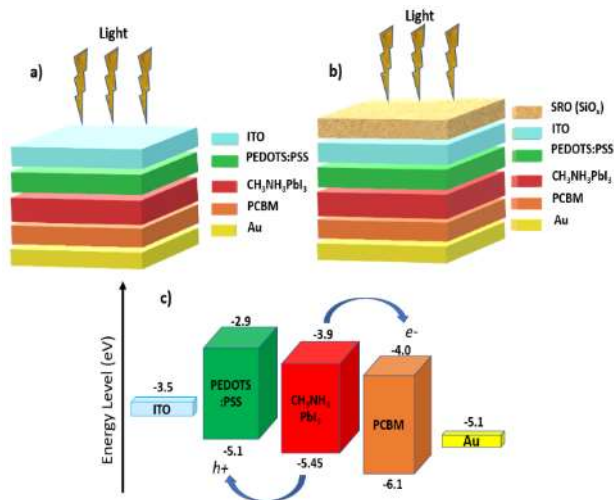 Light
a)
ITO
PEDOTS:PSS
CH₃NH₃PbI₃
PCBM
Au
Light
b)
SRO (SiOₓ)
ITO
PEDOTS:PSS
CH₃NH₃PbI₃
PCBM
Au
c)
Energy Level (eV)
-3.5
ITO
-2.9
PEDOTS
:PSS
-5.1
h+
-3.9
CH₃NH₃
PbI₃
-5.45
e-
-4.0
PCBM
-6.1
-5.1
Au